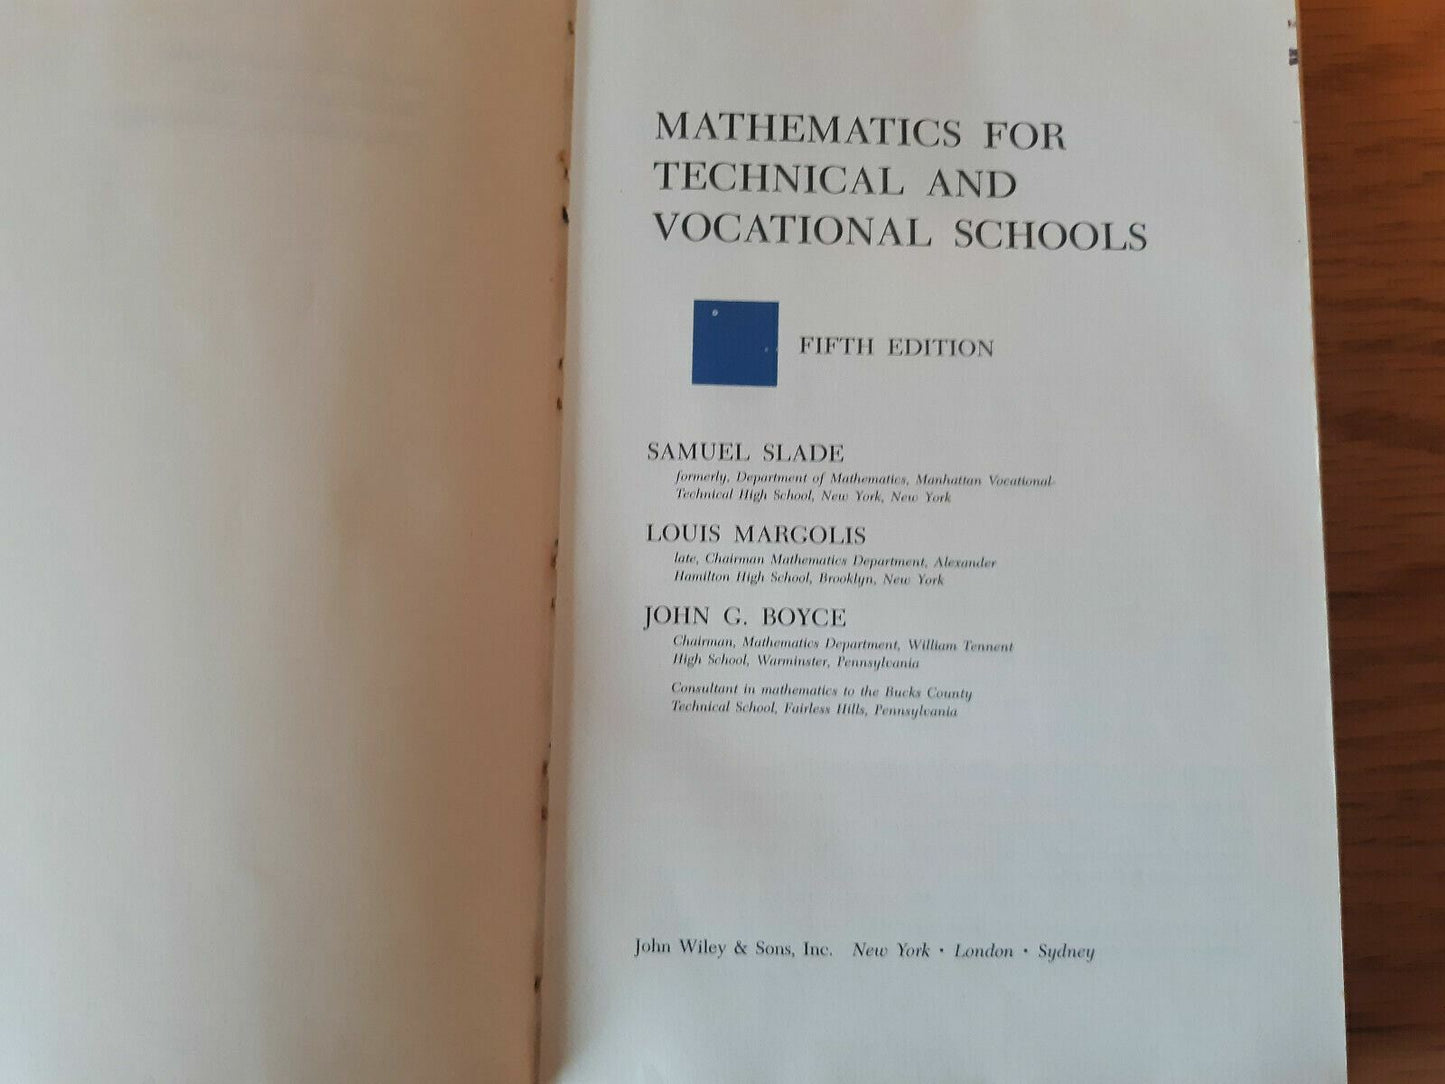 MATHEMATICS FOR
TECHNICAL AND
VOCATIONAL SCHOOLS
FIFTH EDITION
SAMUEL SLADE
formerly, Department of Mathematics, Manhattan Vocational-
Technical High School, New York, New York
LOUIS MARGOLIS
late, Chairman Mathematics Department, Alexander
Hamilton High School, Brooklyn, New York
JOHN G. BOYCE
Chairman, Mathematics Department, William Tennent
High School, Warminster, Pennsylvania
Consultant in mathematics to the Bucks County
Technical School, Fairless Hills, Pennsylvania
John Wiley & Sons, Inc. New York · London · Sydney